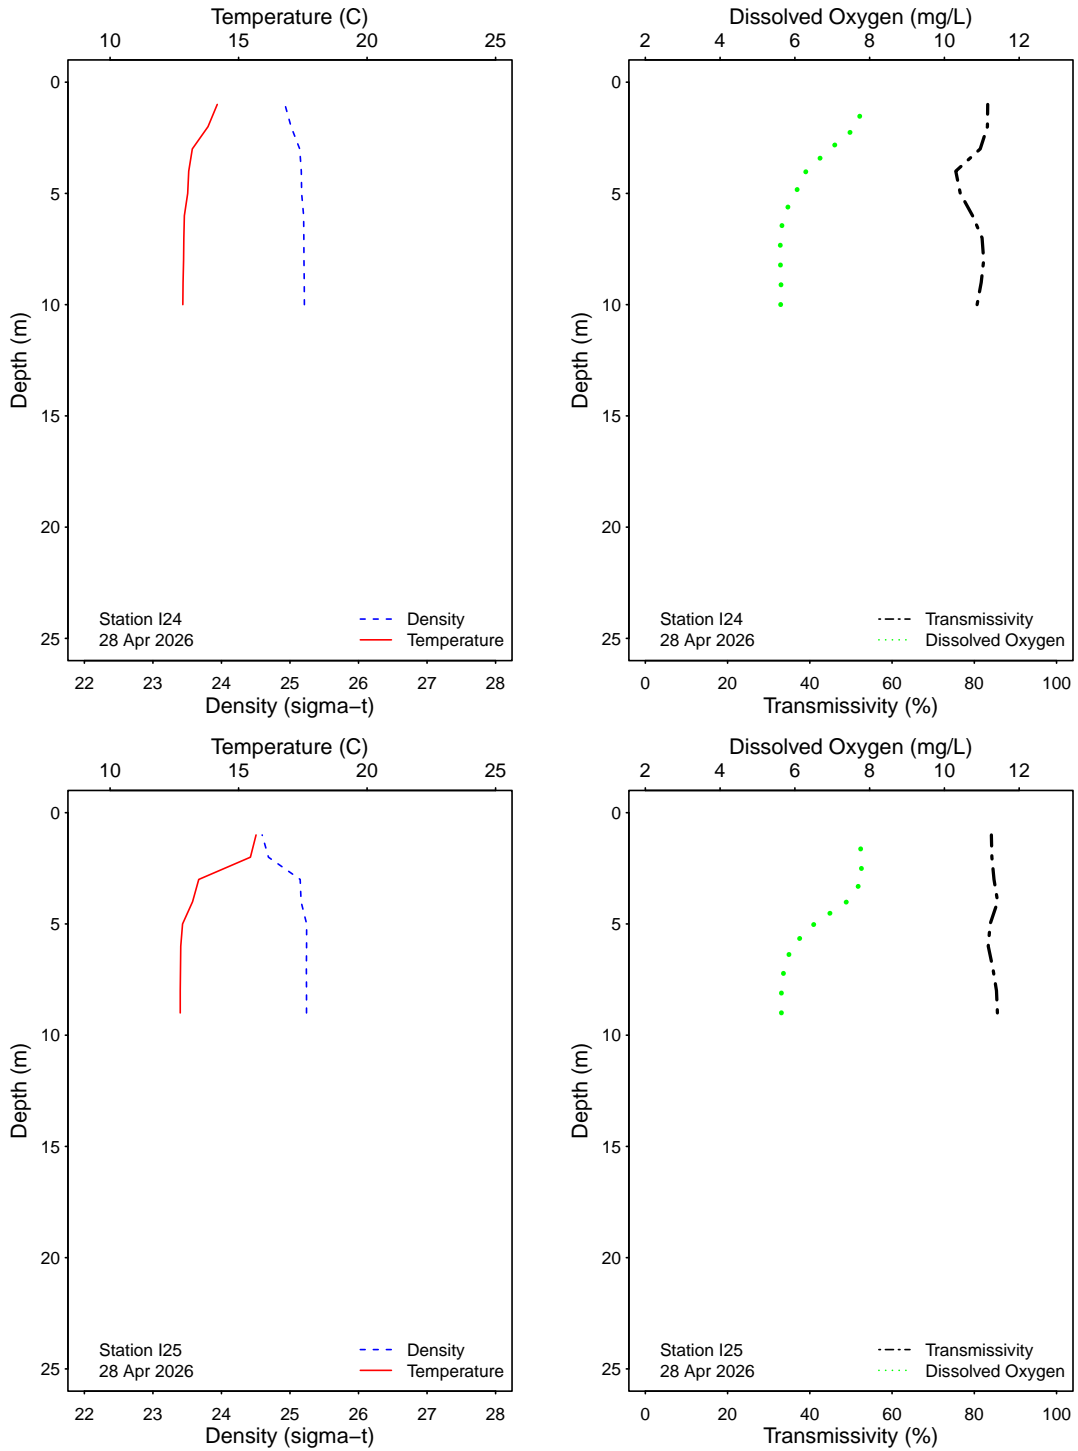 Temperature (C)
10 15 20 25
0
5
10
15
20
25
Depth (m)
Station I24
28 Apr 2026
Density
Temperature
22 23 24 25 26 27 28
Density (sigma−t)
Dissolved Oxygen (mg/L)
2 4 6 8 10 12
0
5
10
15
20
25
Depth (m)
Station I24
28 Apr 2026
Transmissivity
Dissolved Oxygen
0 20 40 60 80 100
Transmissivity (%)
Temperature (C)
10 15 20 25
0
5
10
15
20
25
Depth (m)
Station I25
28 Apr 2026
Density
Temperature
22 23 24 25 26 27 28
Density (sigma−t)
Dissolved Oxygen (mg/L)
2 4 6 8 10 12
0
5
10
15
20
25
Depth (m)
Station I25
28 Apr 2026
Transmissivity
Dissolved Oxygen
0 20 40 60 80 100
Transmissivity (%)